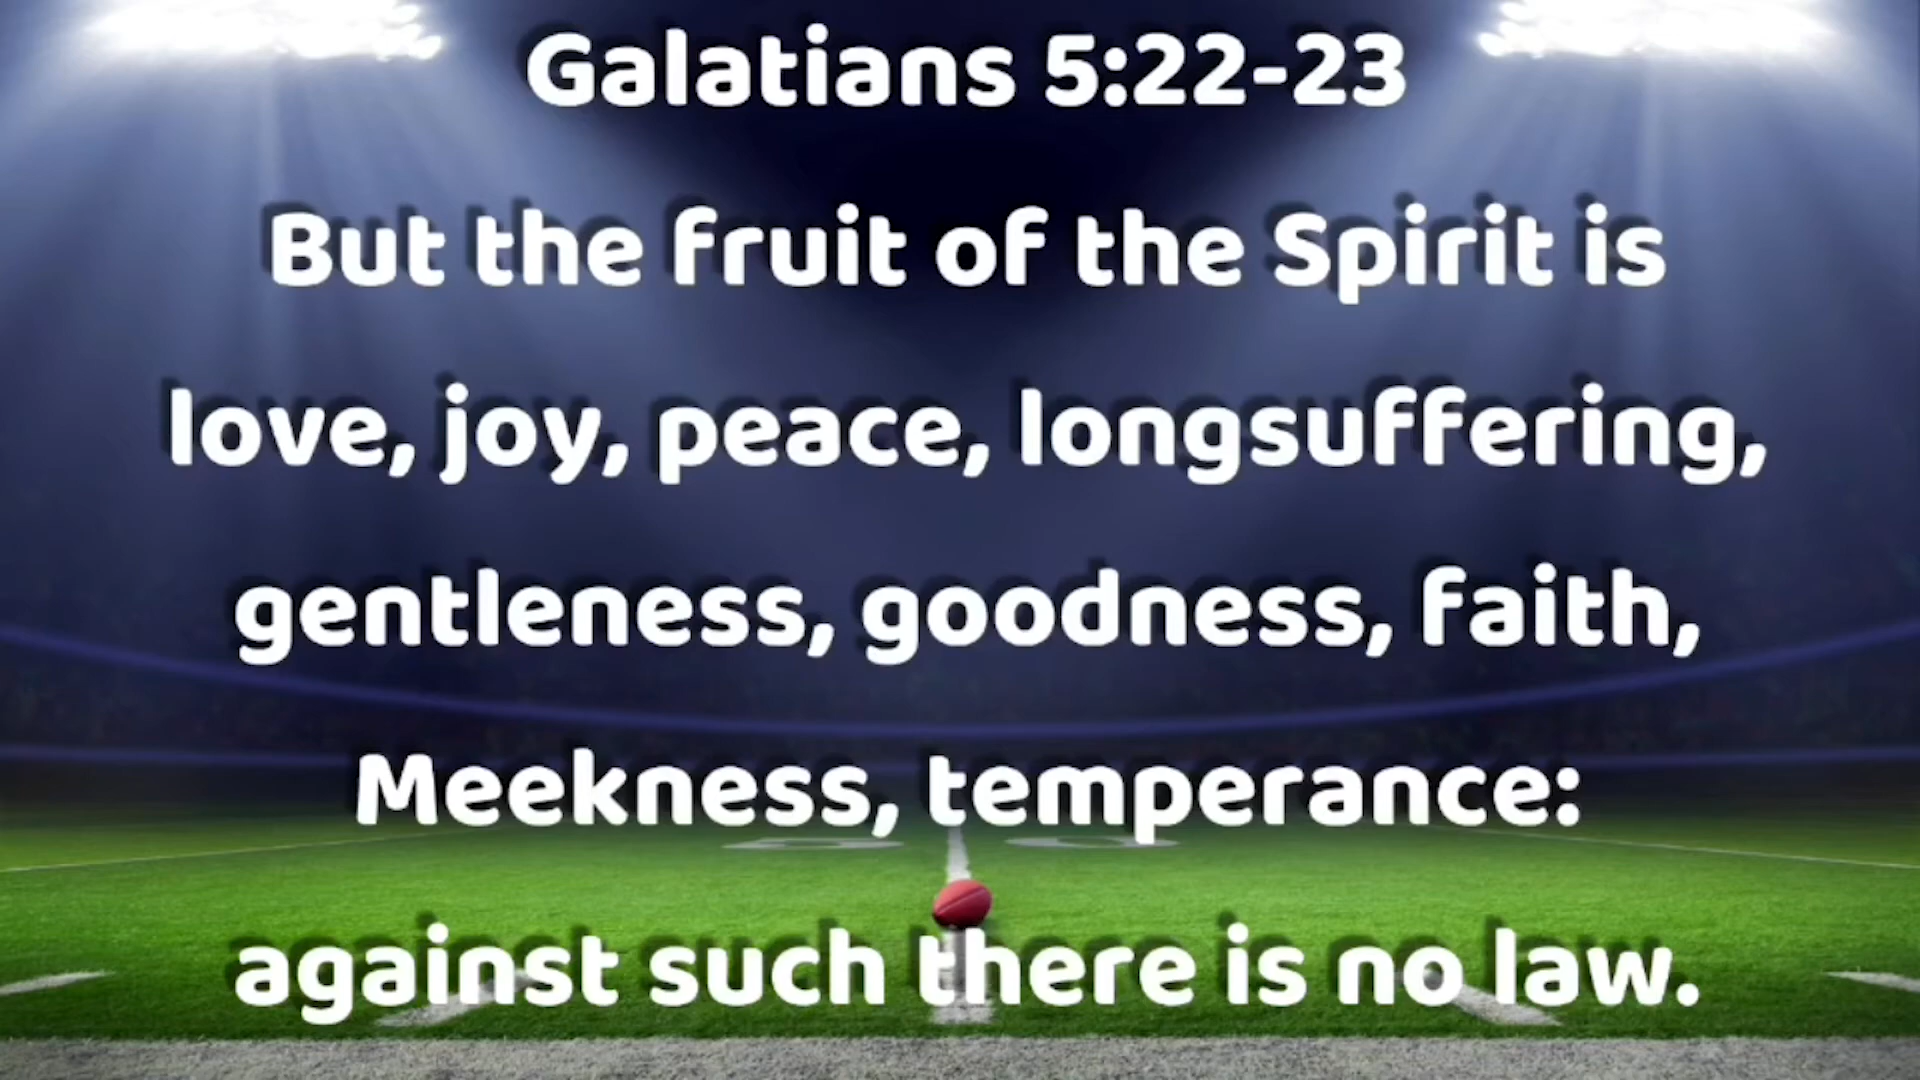 Galatians 5:22-23
But the fruit of the Spirit is
love, joy, peace, longsuffering,
gentleness, goodness, faith,
Meekness, temperance:
against such there is no law.